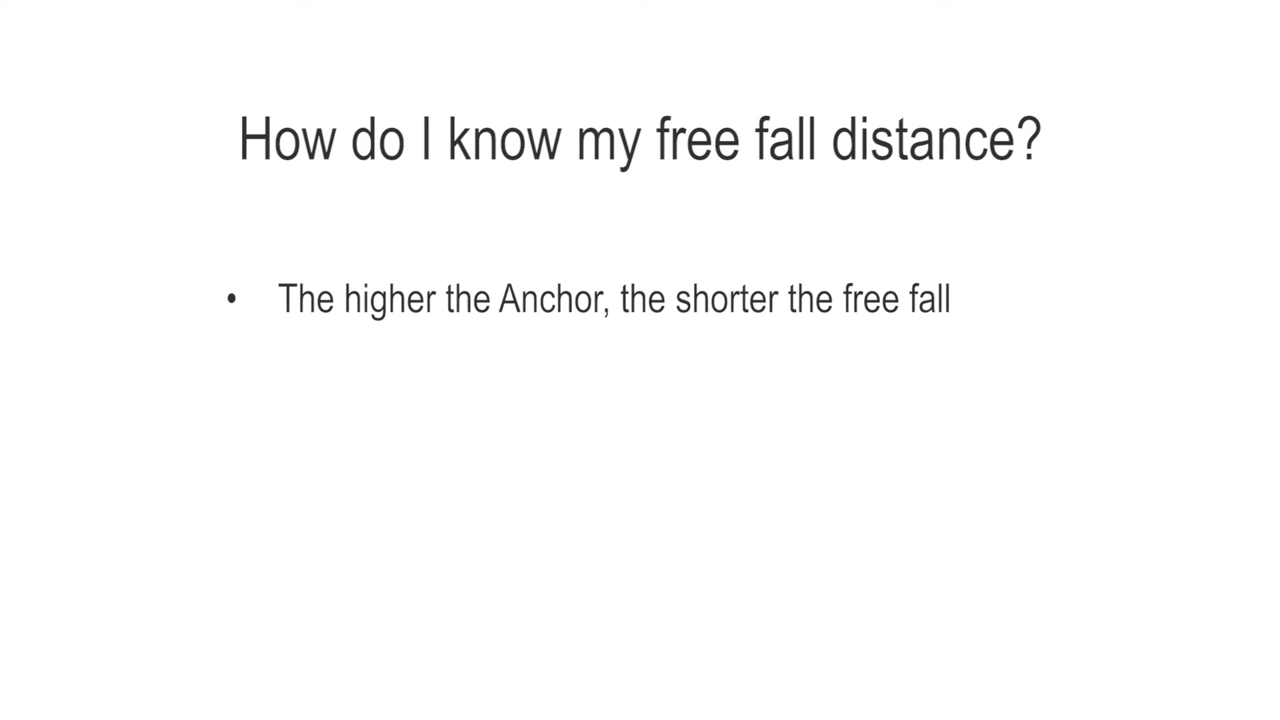 How do I know my free fall distance?
• The higher the Anchor, the shorter the free fall